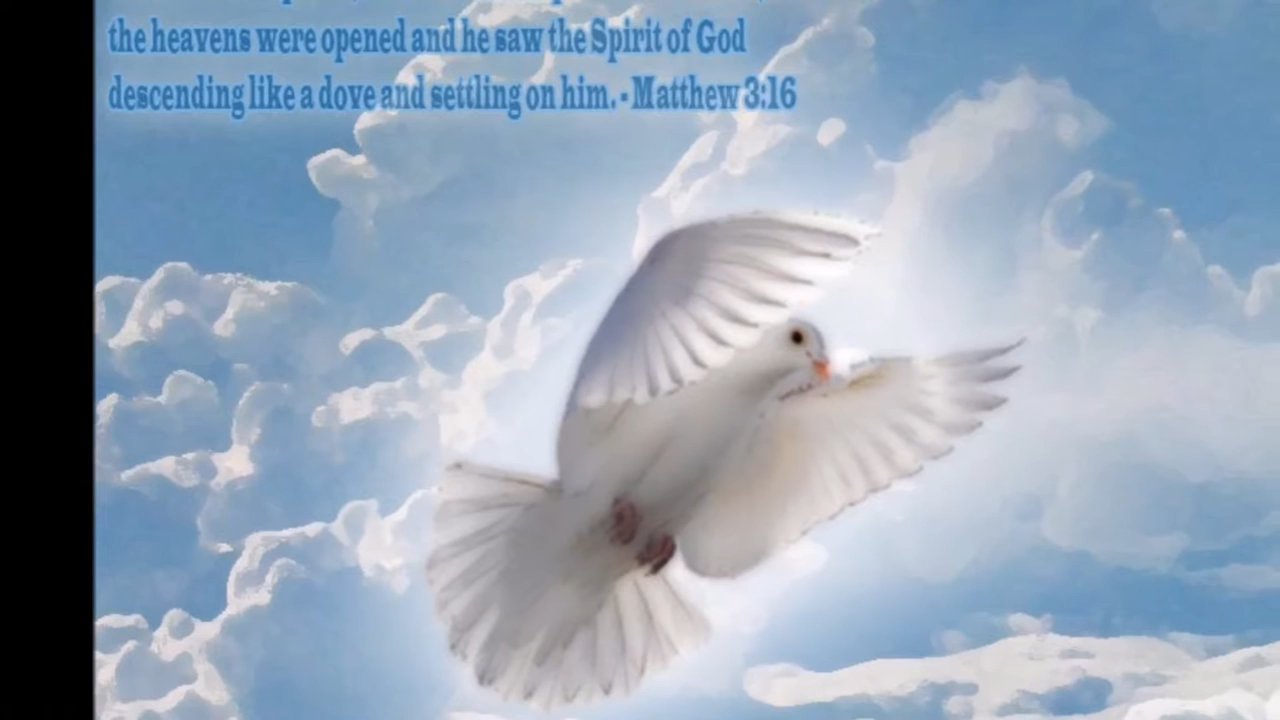 the heavens were opened and he saw the Spirit of God
descending like a dove and settling on him. - Matthew 3:16